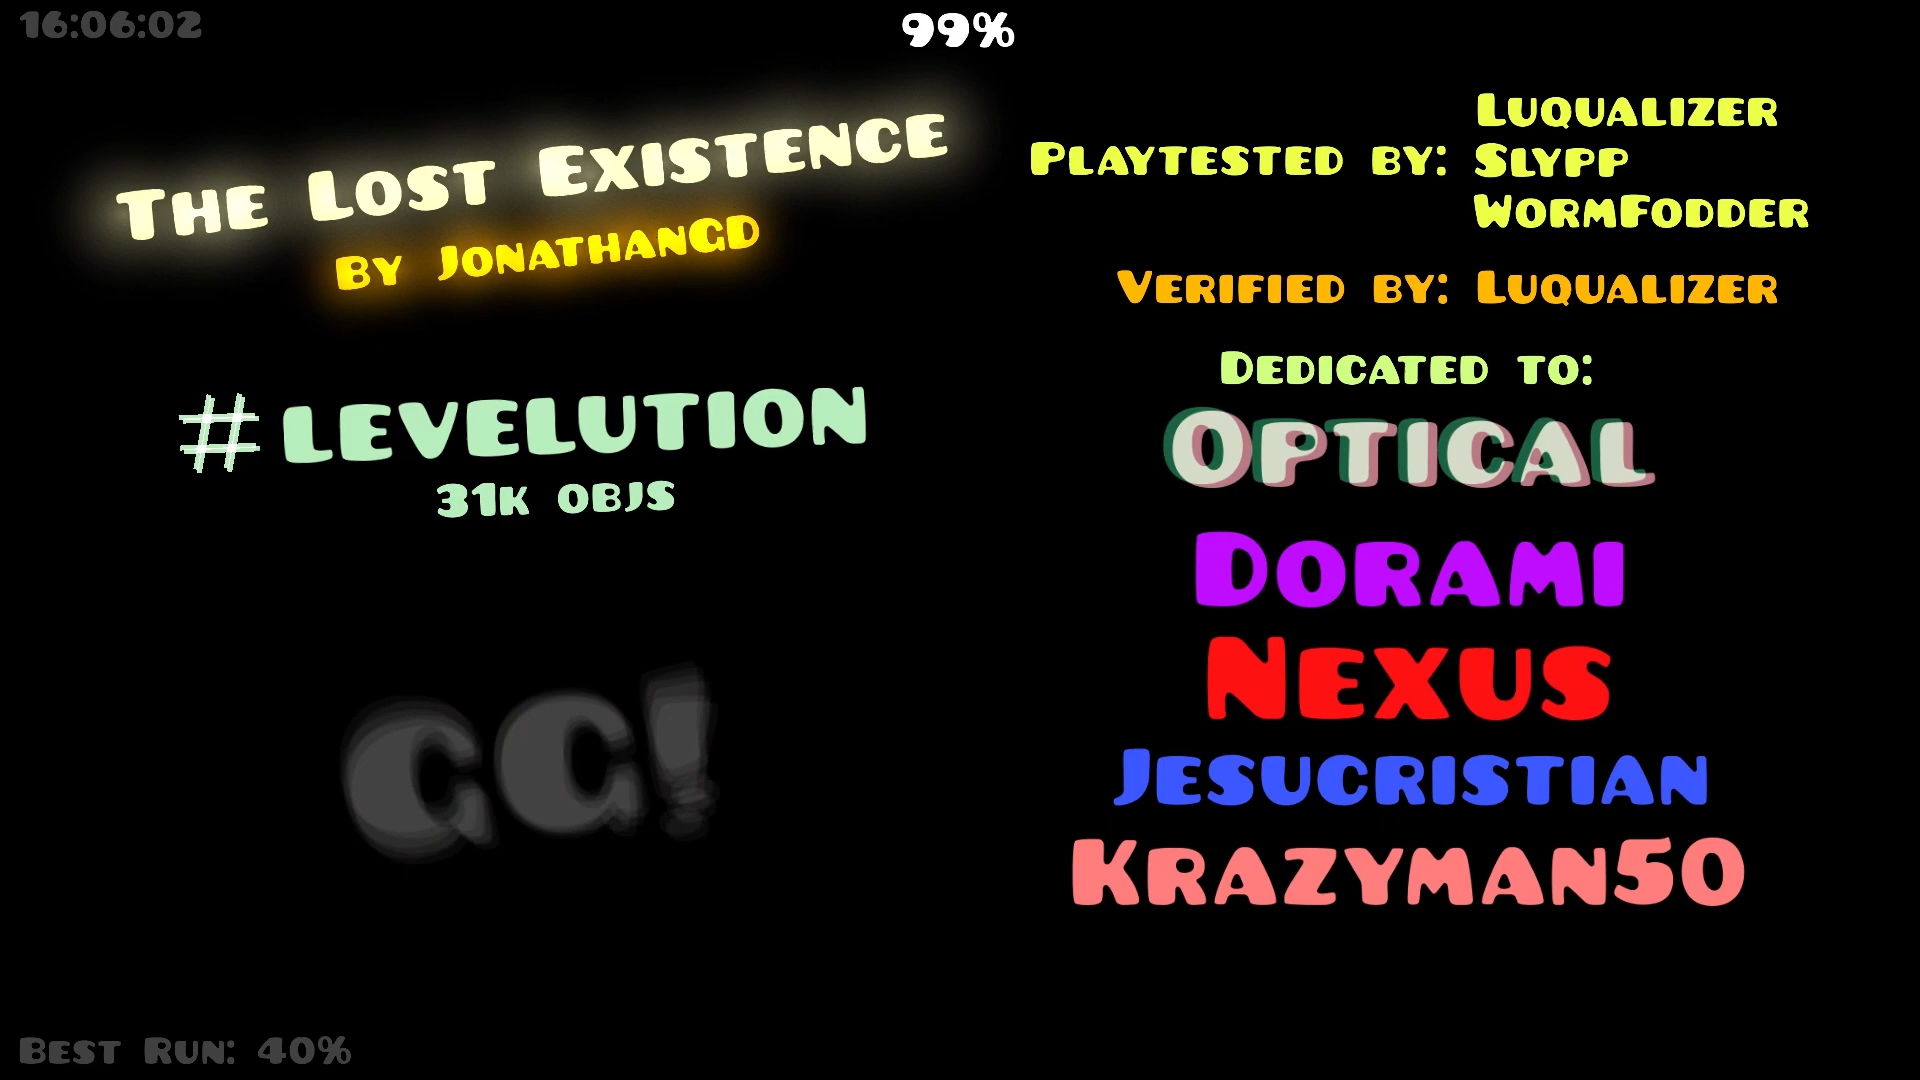 16:06:02
99%
The Lost Existence
by JonathanGD
#LEVELUTION
31k objs
GG!
Playtested by:
Luqualizer
Slypp
WormFodder
Verified by: Luqualizer
Dedicated to:
Optical
Dorami
Nexus
Jesucristian
Krazyman50
Best Run: 40%